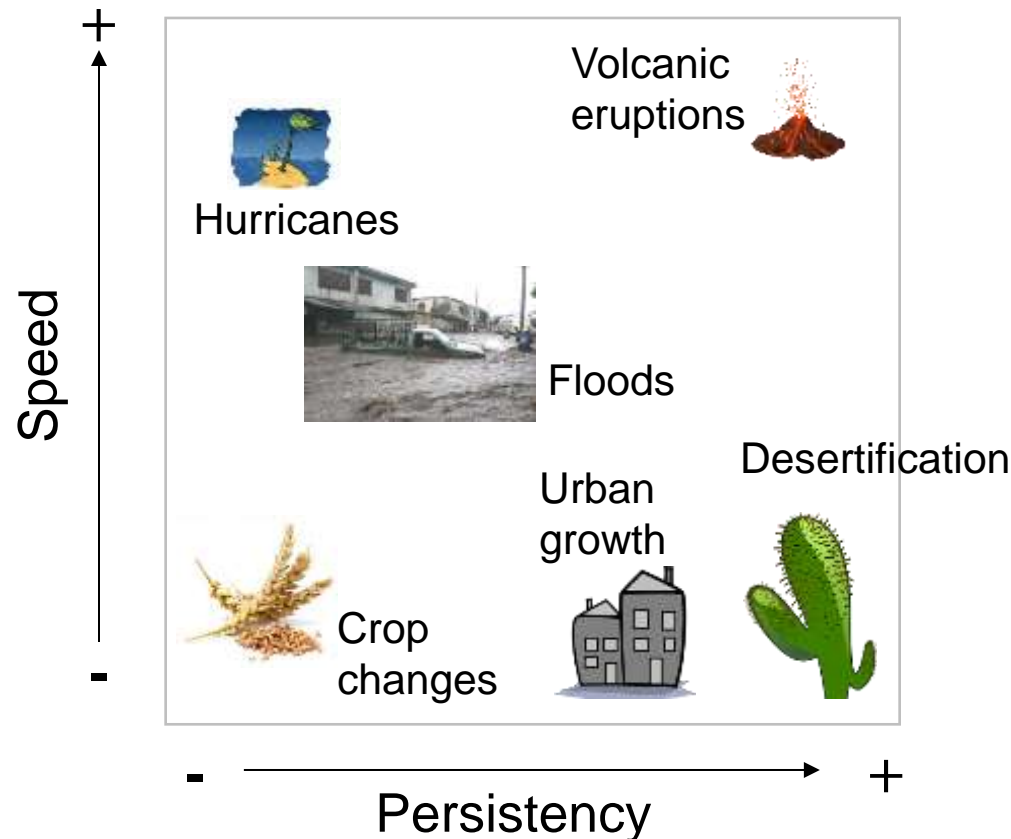 +
Volcanic
eruptions
Hurricanes
Speed
Floods
Desertification
Urban
growth
Crop
changes
-
-
+
Persistency